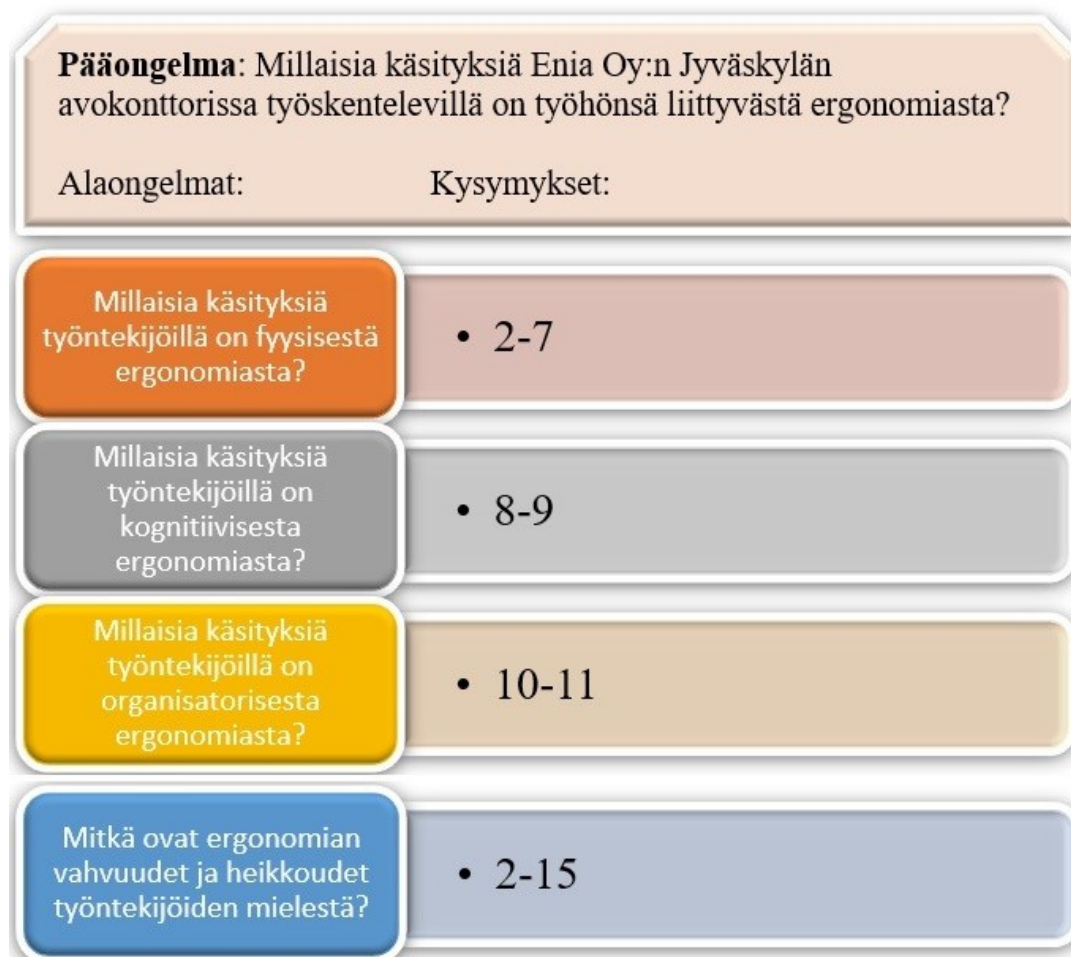 Pääongelma: Millaisia käsityksiä Enia Oy:n Jyväskylän
avokonttorissa työskentelevillä on työhönsä liittyvästä ergonomiasta?
Alaongelmat: Kysymykset:
Millaisia käsityksiä
työntekijöillä on fyysisestä
ergonomiasta?
• 2-7
Millaisia käsityksiä
työntekijöillä on
kognitiivisesta
ergonomiasta?
• 8-9
Millaisia käsityksiä
työntekijöillä on
organisatorisesta
ergonomiasta?
• 10-11
Mitkä ovat ergonomian
vahvuudet ja heikkoudet
työntekijöiden mielestä?
• 2-15